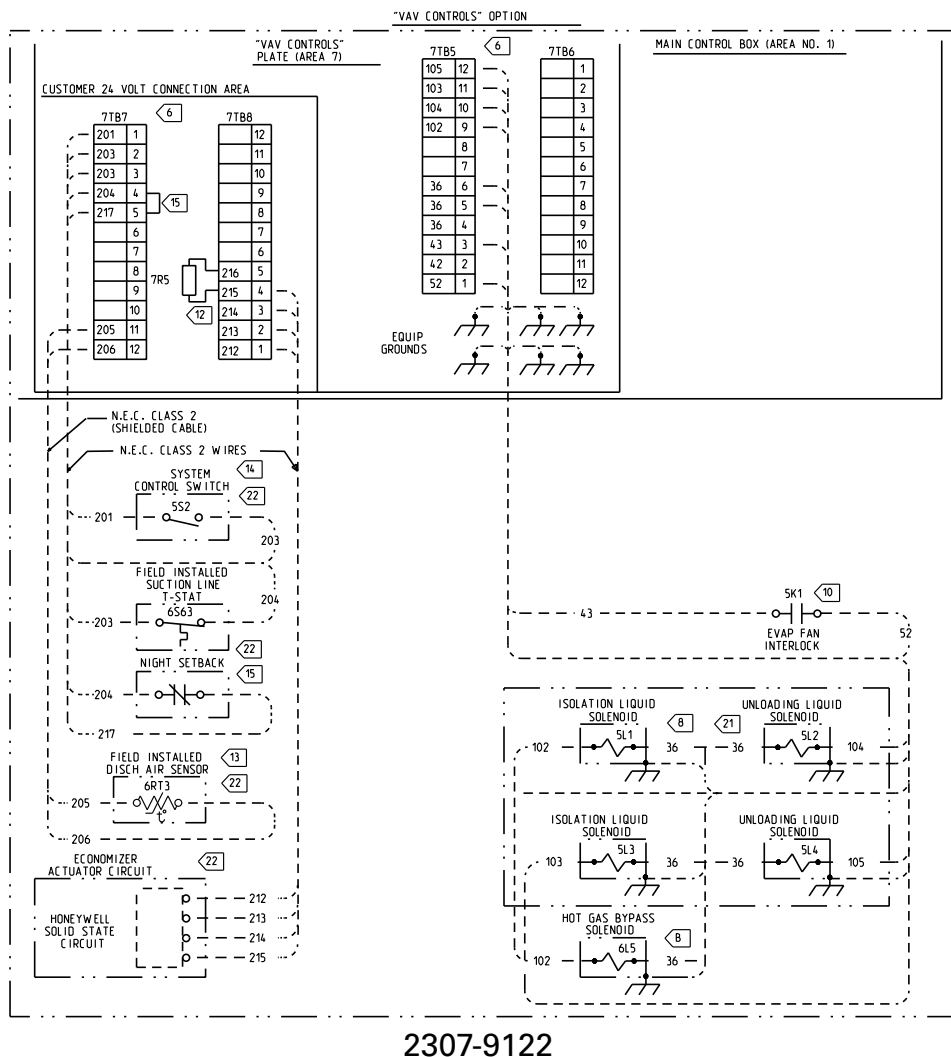 "VAV CONTROLS" OPTION
"VAV CONTROLS"
PLATE (AREA 7)
MAIN CONTROL BOX (AREA NO. 1)
CUSTOMER 24 VOLT CONNECTION AREA
7TB7
6
7TB8
7TB5
6
7TB6
201 1
203 2
203 3
204 4
217 5
6
7
8
9
10
205 11
206 12
15
12
11
10
9
8
7
6
216 5
215 4
214 3
213 2
212 1
7R5
12
105 12
103 11
104 10
102 9
8
7
36 6
36 5
36 4
43 3
42 2
52 1
1
2
3
4
5
6
7
8
9
10
11
12
EQUIP
GROUNDS
N.E.C. CLASS 2
(SHIELDED CABLE)
N.E.C. CLASS 2 WIRES
SYSTEM
CONTROL SWITCH
14
22
5S2
201
203
FIELD INSTALLED
SUCTION LINE
T-STAT
6S63
203
204
22
NIGHT SETBACK
15
204
217
FIELD INSTALLED
DISCH AIR SENSOR
13
22
6RT3
t°
205
206
ECONOMIZER
ACTUATOR CIRCUIT
22
HONEYWELL
SOLID STATE
CIRCUIT
212
213
214
215
43
5K1
10
EVAP FAN
INTERLOCK
52
ISOLATION LIQUID
SOLENOID
8
21
UNLOADING LIQUID
SOLENOID
102
5L1
36
36
5L2
104
ISOLATION LIQUID
SOLENOID
UNLOADING LIQUID
SOLENOID
103
5L3
36
36
5L4
105
HOT GAS BYPASS
SOLENOID
8
102
6L5
36
2307-9122